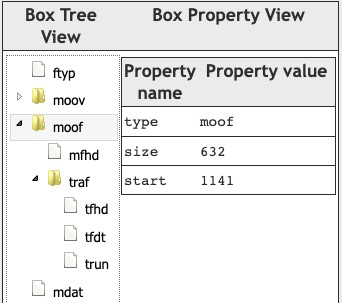 Box Tree
View
Box Property View
ftyp
moov
moof
mfhd
traf
tfhd
tfdt
trun
mdat
Property
name
Property value
type moof
size 632
start 1141